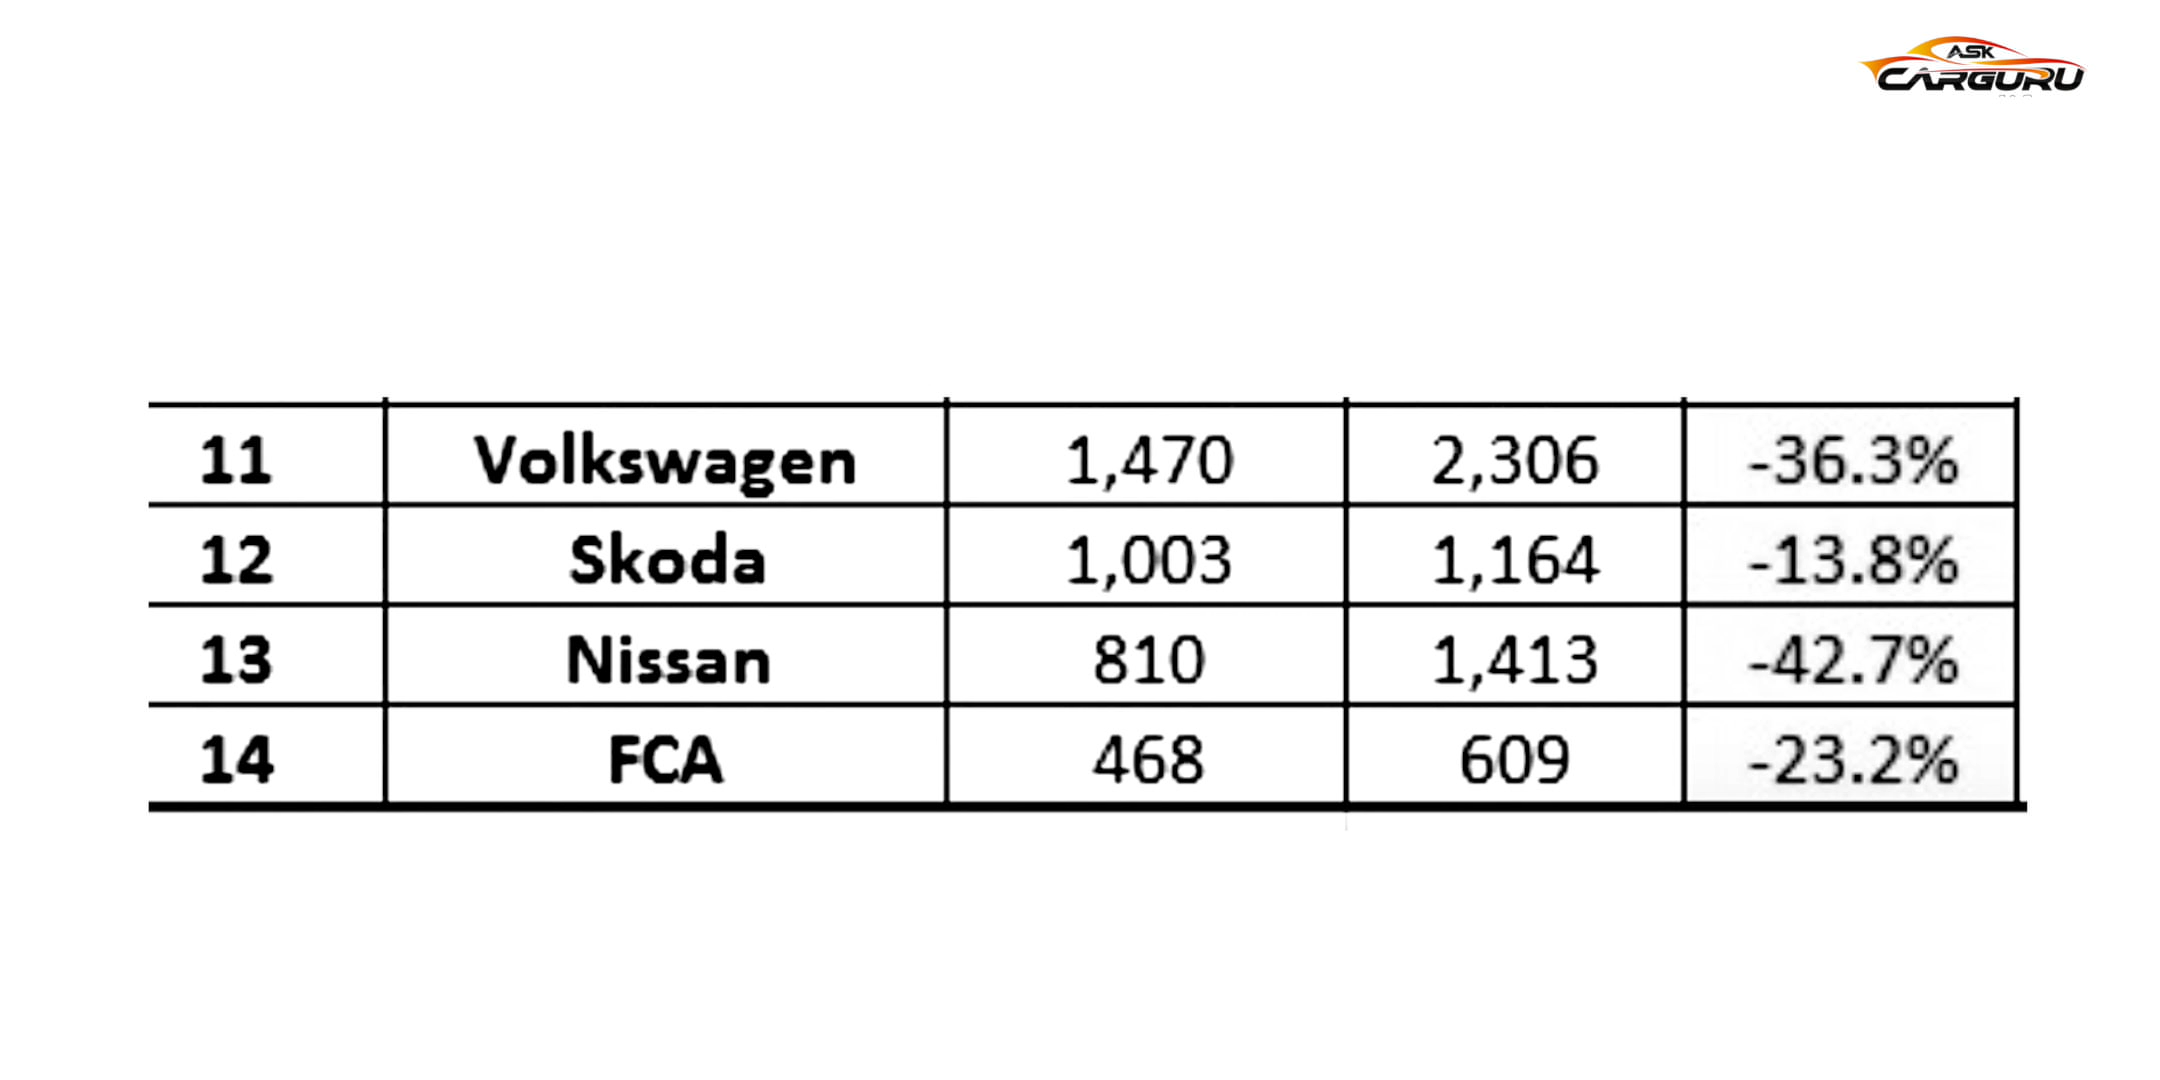 ASK
CARGURU
11 Volkswagen 1,470 2,306 -36.3%
12 Skoda 1,003 1,164 -13.8%
13 Nissan 810 1,413 -42.7%
14 FCA 468 609 -23.2%